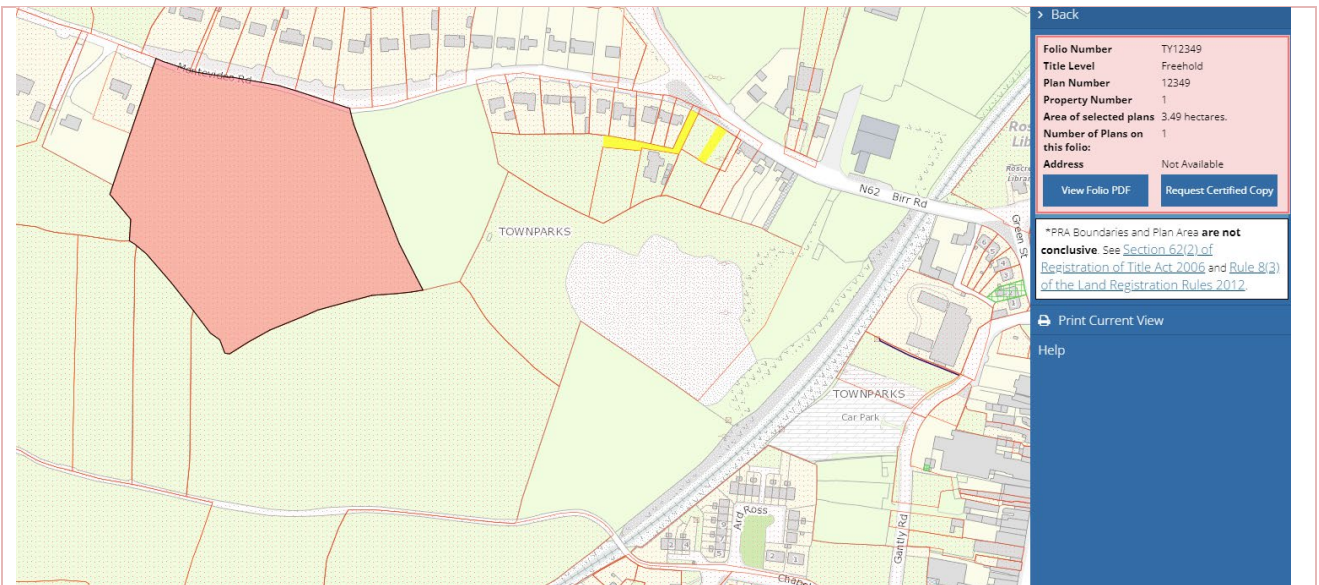 Montevideo Rd
TOWNPARKS
N62 Birr Rd
Green St
TOWNPARKS
Car Park
Ard Ross
Gantly Rd
> Back
Folio Number TY12349
Title Level Freehold
Plan Number 12349
Property Number 1
Area of selected plans 3.49 hectares.
Number of Plans on 1
this folio:
Address Not Available
View Folio PDF Request Certified Copy
*PRA Boundaries and Plan Area are not
conclusive. See Section 62(2) of
Registration of Title Act 2006 and Rule 8(3)
of the Land Registration Rules 2012.
Print Current View
Help